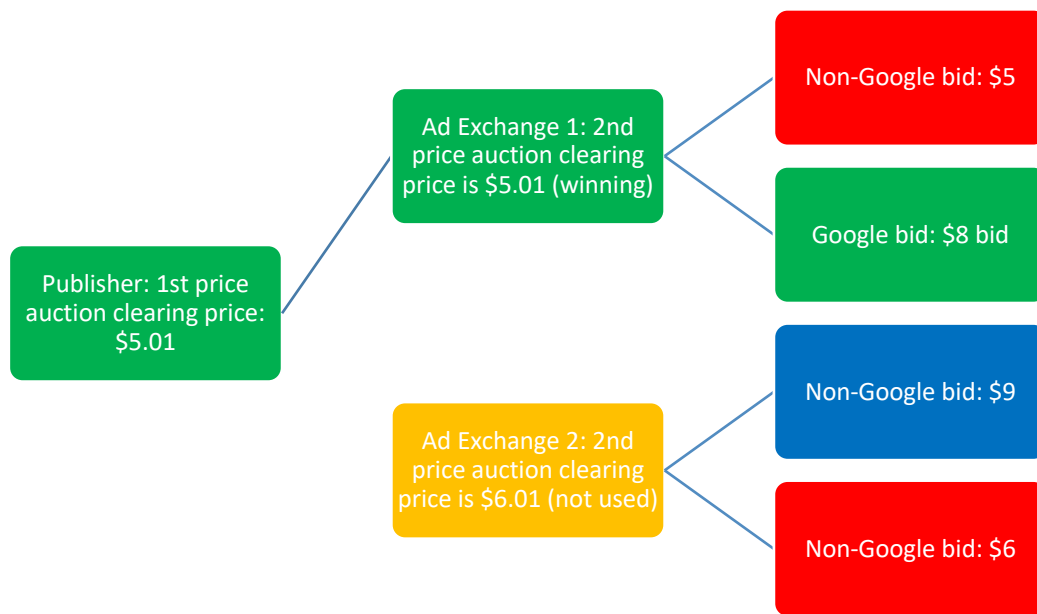 Publisher: 1st price
auction clearing price:
$5.01
Ad Exchange 1: 2nd
price auction clearing
price is $5.01 (winning)
Non-Google bid: $5
Google bid: $8 bid
Ad Exchange 2: 2nd
price auction clearing
price is $6.01 (not used)
Non-Google bid: $9
Non-Google bid: $6